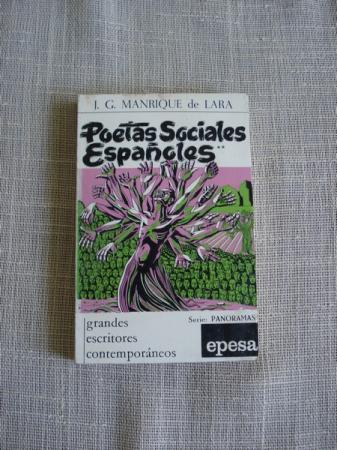 J. G. MANRIQUE de LARA
Poetas Sociales
Españoles**
grandes
escritores
contemporáneos
Serie: PANORAMAS
epesa